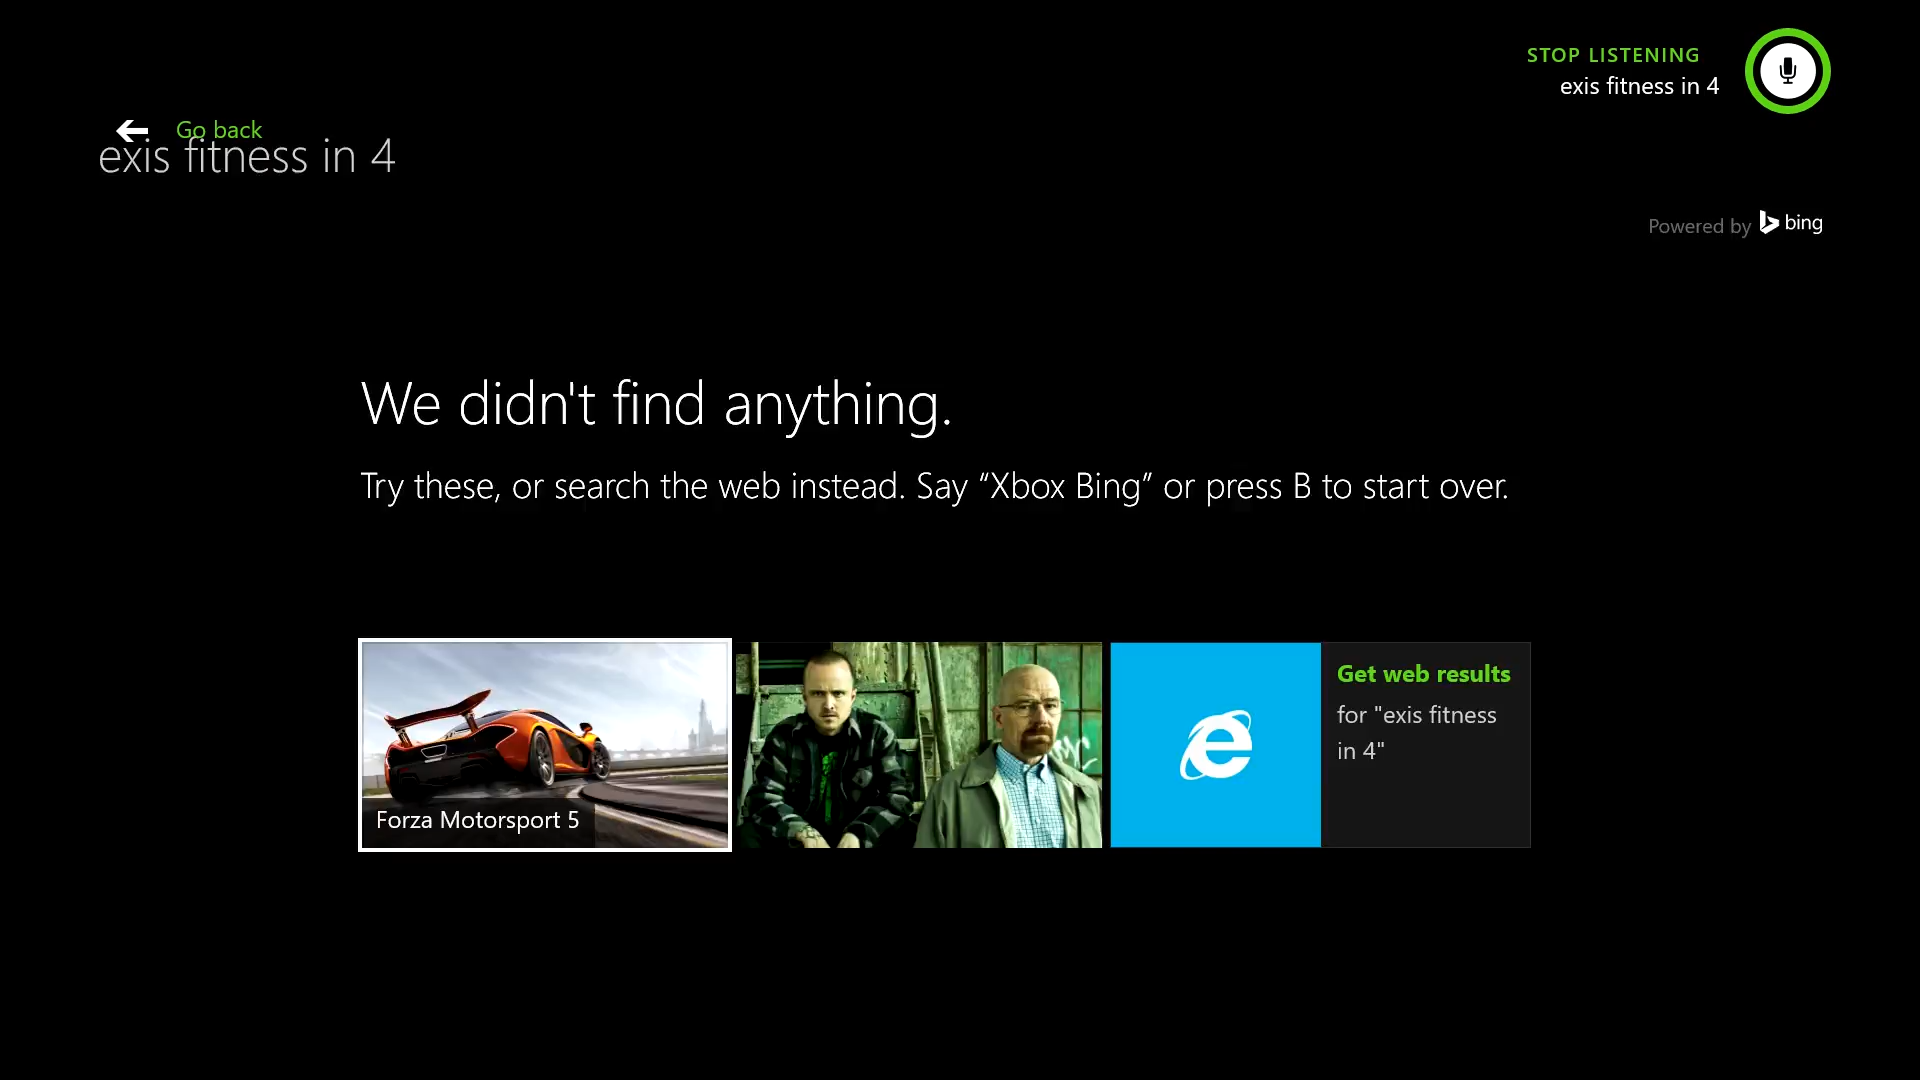 STOP LISTENING
exis fitness in 4
Go back
exis fitness in 4
Powered by bing
We didn't find anything.
Try these, or search the web instead. Say “Xbox Bing” or press B to start over.
Forza Motorsport 5
Get web results
for "exis fitness
in 4"